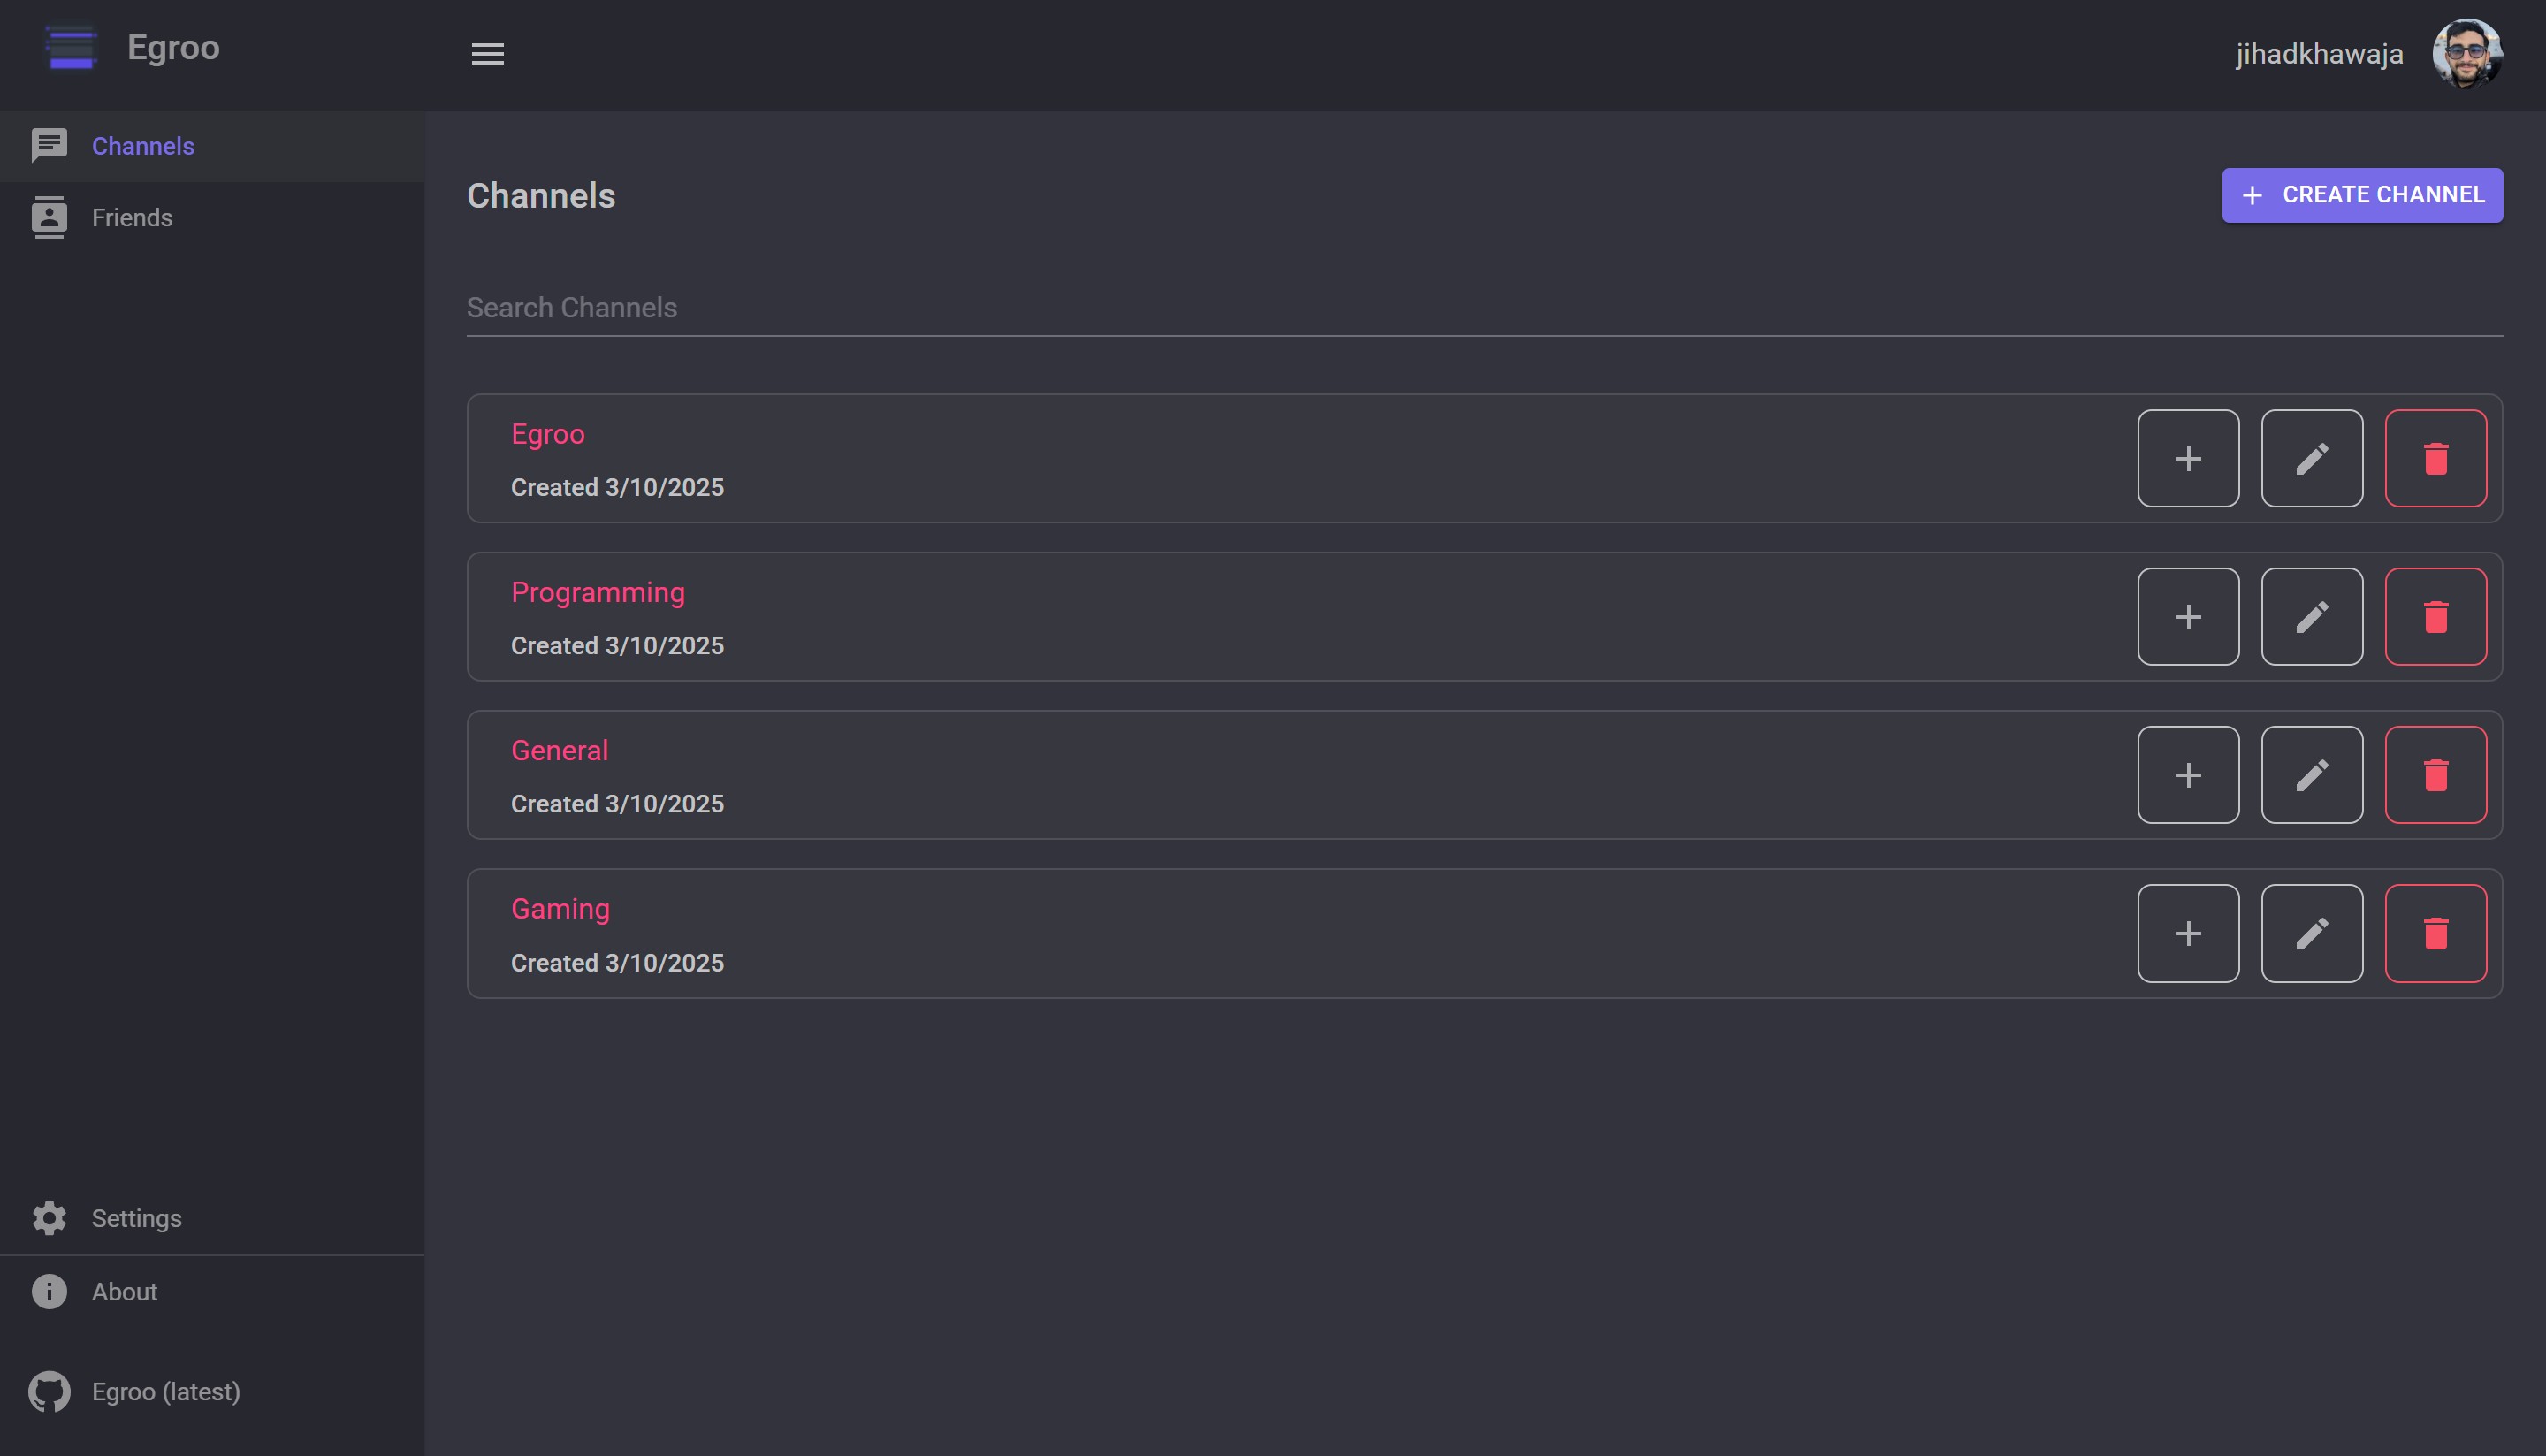 Egroo
jihadkhawaja
Channels
Friends
Channels
CREATE CHANNEL
Search Channels
Egroo
Created 3/10/2025
Programming
Created 3/10/2025
General
Created 3/10/2025
Gaming
Created 3/10/2025
Settings
About
Egroo (latest)